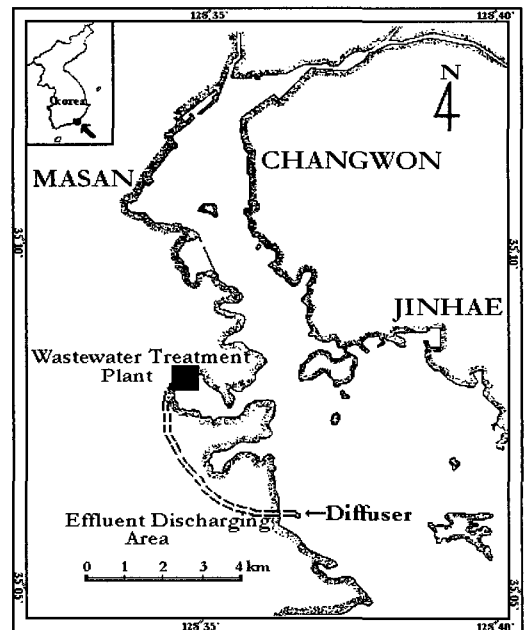 128°35'
128°40'
Korea
N
MASAN
CHANGWON
35°10'
35°10'
JINHAE
Wastewater Treatment
Plant
←Diffuser
Effluent Discharging
Area
0 1 2 3 4 km
35°05'
35°05'
128°35'
128°40'